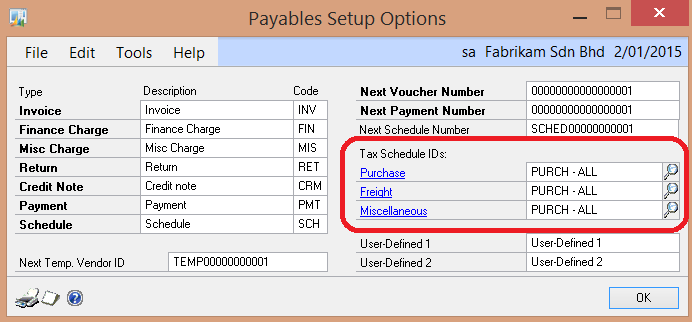 Payables Setup Options
File Edit Tools Help
sa Fabrikam Sdn Bhd 2/01/2015
Type Description Code
Invoice Invoice INV
Finance Charge Finance Charge FIN
Misc Charge Misc Charge MIS
Return Return RET
Credit Note Credit note CRM
Payment Payment PMT
Schedule Schedule SCH
Next Temp. Vendor ID TEMP00000000001
Next Voucher Number 00000000000000001
Next Payment Number 00000000000000001
Next Schedule Number SCHED00000000001
Tax Schedule IDs:
Purchase PURCH - ALL
Freight PURCH - ALL
Miscellaneous PURCH - ALL
User-Defined 1 User-Defined 1
User-Defined 2 User-Defined 2
OK